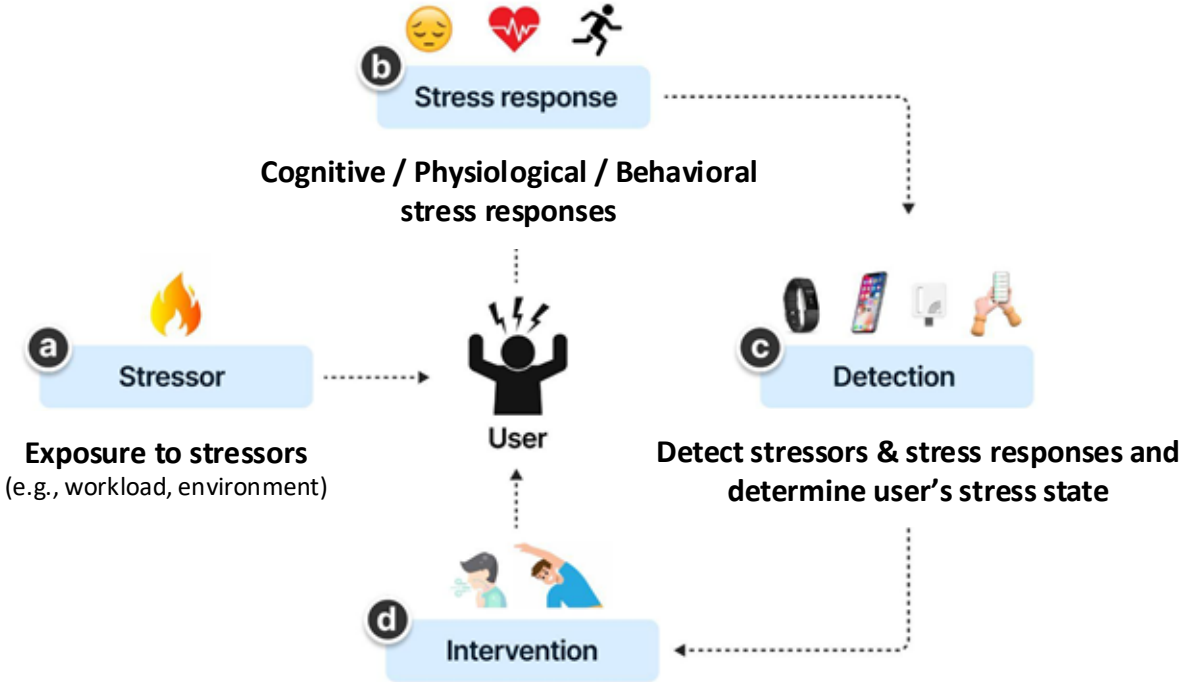 b
Stress response
Cognitive / Physiological / Behavioral
stress responses
a
Stressor
Exposure to stressors
(e.g., workload, environment)
User
c
Detection
Detect stressors & stress responses and
determine user's stress state
d
Intervention